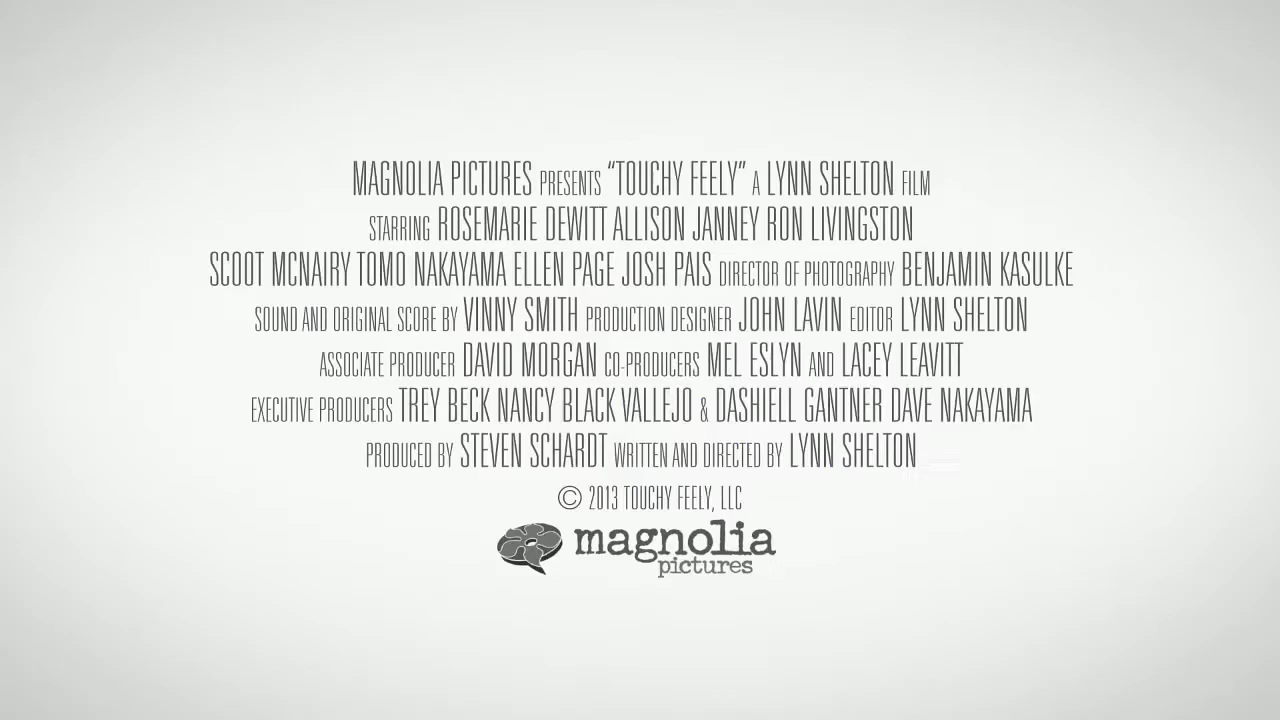 MAGNOLIA PICTURES PRESENTS “TOUCHY FEELY” A LYNN SHELTON FILM
STARRING ROSEMARIE DEWITT ALLISON JANNEY RON LIVINGSTON
SCOOT MCNAIRY TOMO NAKAYAMA ELLEN PAGE JOSH PAIS DIRECTOR OF PHOTOGRAPHY BENJAMIN KASULKE
SOUND AND ORIGINAL SCORE BY VINNY SMITH PRODUCTION DESIGNER JOHN LAVIN EDITOR LYNN SHELTON
ASSOCIATE PRODUCER DAVID MORGAN CO-PRODUCERS MEL ESLYN AND LACEY LEAVITT
EXECUTIVE PRODUCERS TREY BECK NANCY BLACK VALLEJO & DASHIELL GANTNER DAVE NAKAYAMA
PRODUCED BY STEVEN SCHARDT WRITTEN AND DIRECTED BY LYNN SHELTON
© 2013 TOUCHY FEELY, LLC
magnolia
pictures